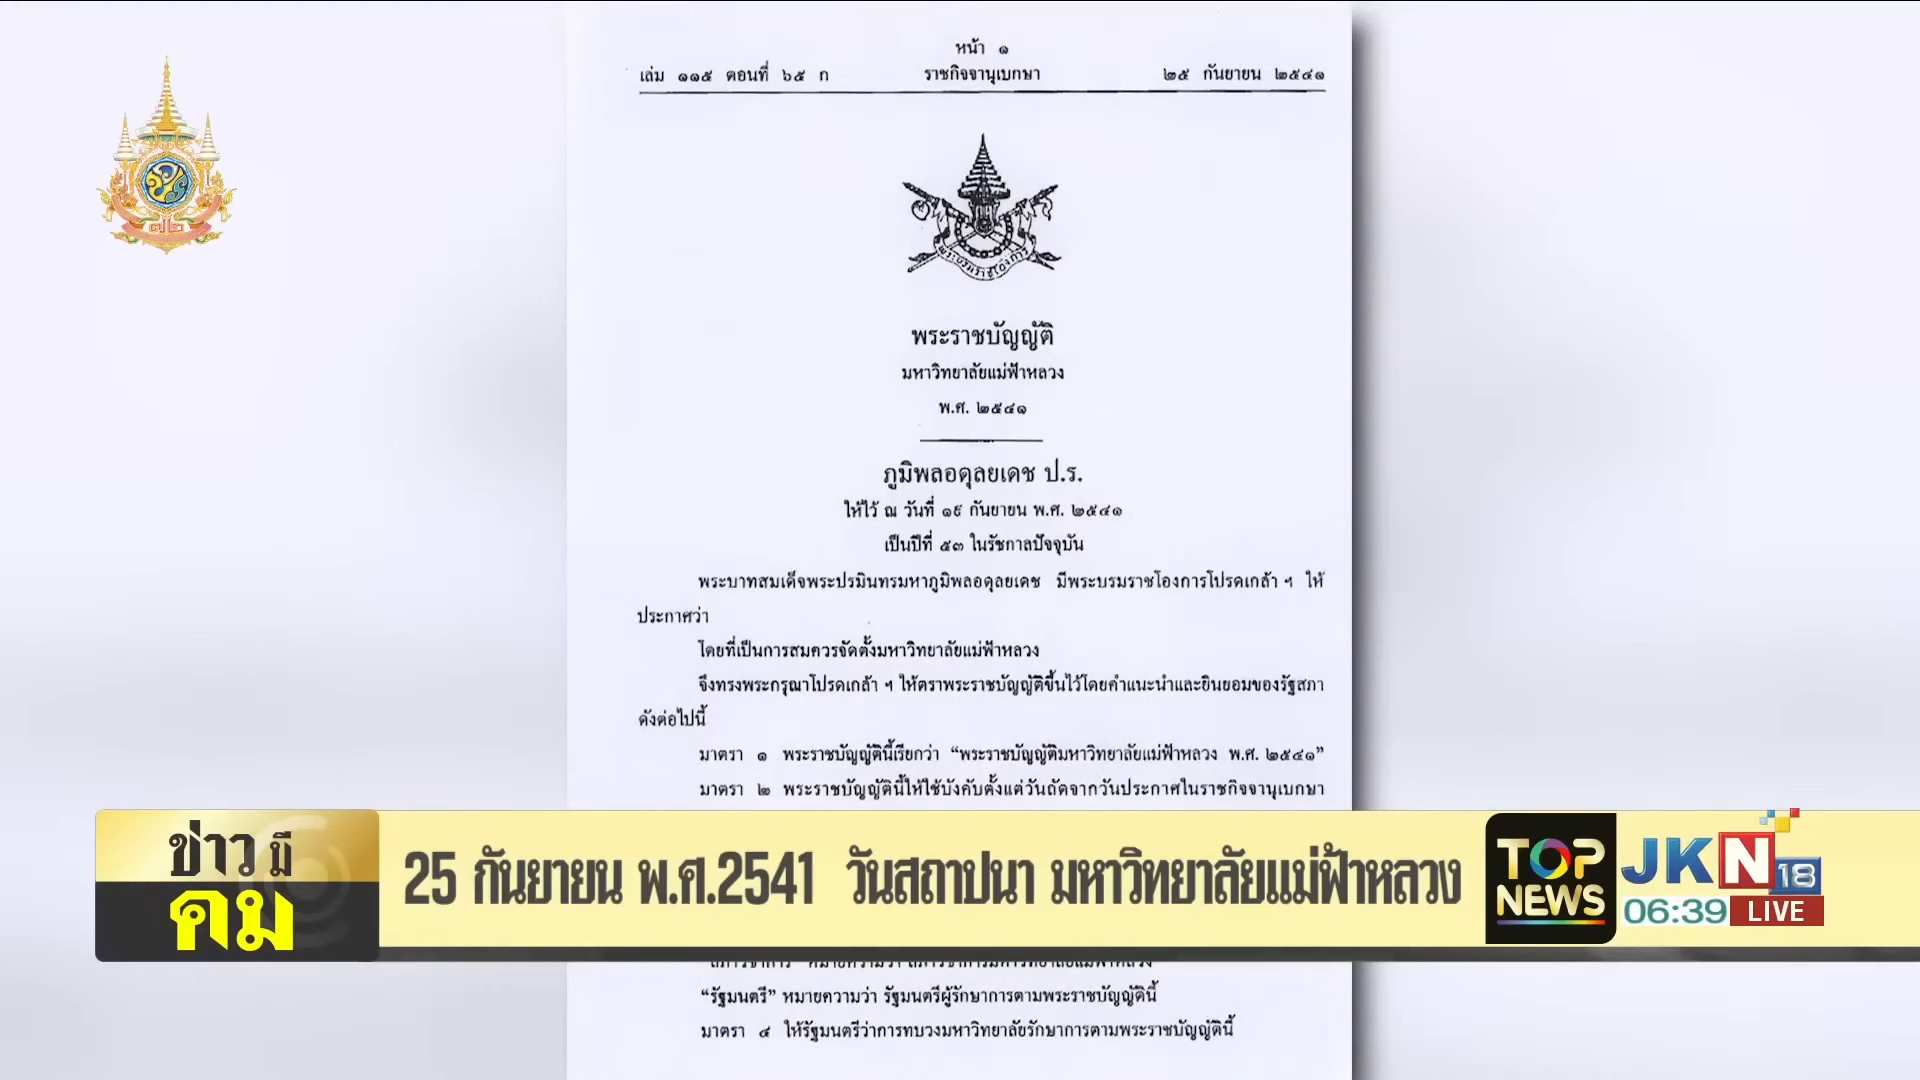 หน้า ๑
เล่ม ๑๑๕ ตอนที่ ๖๕ ก ราชกิจจานุเบกษา ๒๕ กันยายน ๒๕๔๑
พระบรมราชโองการ
พระราชบัญญัติ
มหาวิทยาลัยแม่ฟ้าหลวง
พ.ศ. ๒๕๔๑
ภูมิพลอดุลยเดช ป.ร.
ให้ไว้ ณ วันที่ ๑๙ กันยายน พ.ศ. ๒๕๔๑
เป็นปีที่ ๕๓ ในรัชกาลปัจจุบัน
พระบาทสมเด็จพระปรมินทรมหาภูมิพลอดุลยเดช มีพระบรมราชโองการโปรดเกล้า ฯ ให้
ประกาศว่า
โดยที่เป็นการสมควรจัดตั้งมหาวิทยาลัยแม่ฟ้าหลวง
จึงทรงพระกรุณาโปรดเกล้า ฯ ให้ตราพระราชบัญญัติขึ้นไว้โดยคำแนะนำและยินยอมของรัฐสภา
ดังต่อไปนี้
มาตรา ๑ พระราชบัญญัตินี้เรียกว่า “พระราชบัญญัติมหาวิทยาลัยแม่ฟ้าหลวง พ.ศ. ๒๕๔๑”
มาตรา ๒ พระราชบัญญัตินี้ให้ใช้บังคับตั้งแต่วันถัดจากวันประกาศในราชกิจจานุเบกษา
ข่าวมี
คม
25 กันยายน พ.ศ.2541 วันสถาปนา มหาวิทยาลัยแม่ฟ้าหลวง
TOP
NEWS
JKN18
06:39 LIVE
“รัฐมนตรี” หมายความว่า รัฐมนตรีผู้รักษาการตามพระราชบัญญัตินี้
มาตรา ๔ ให้รัฐมนตรีว่าการทบวงมหาวิทยาลัยรักษาการตามพระราชบัญญัตินี้